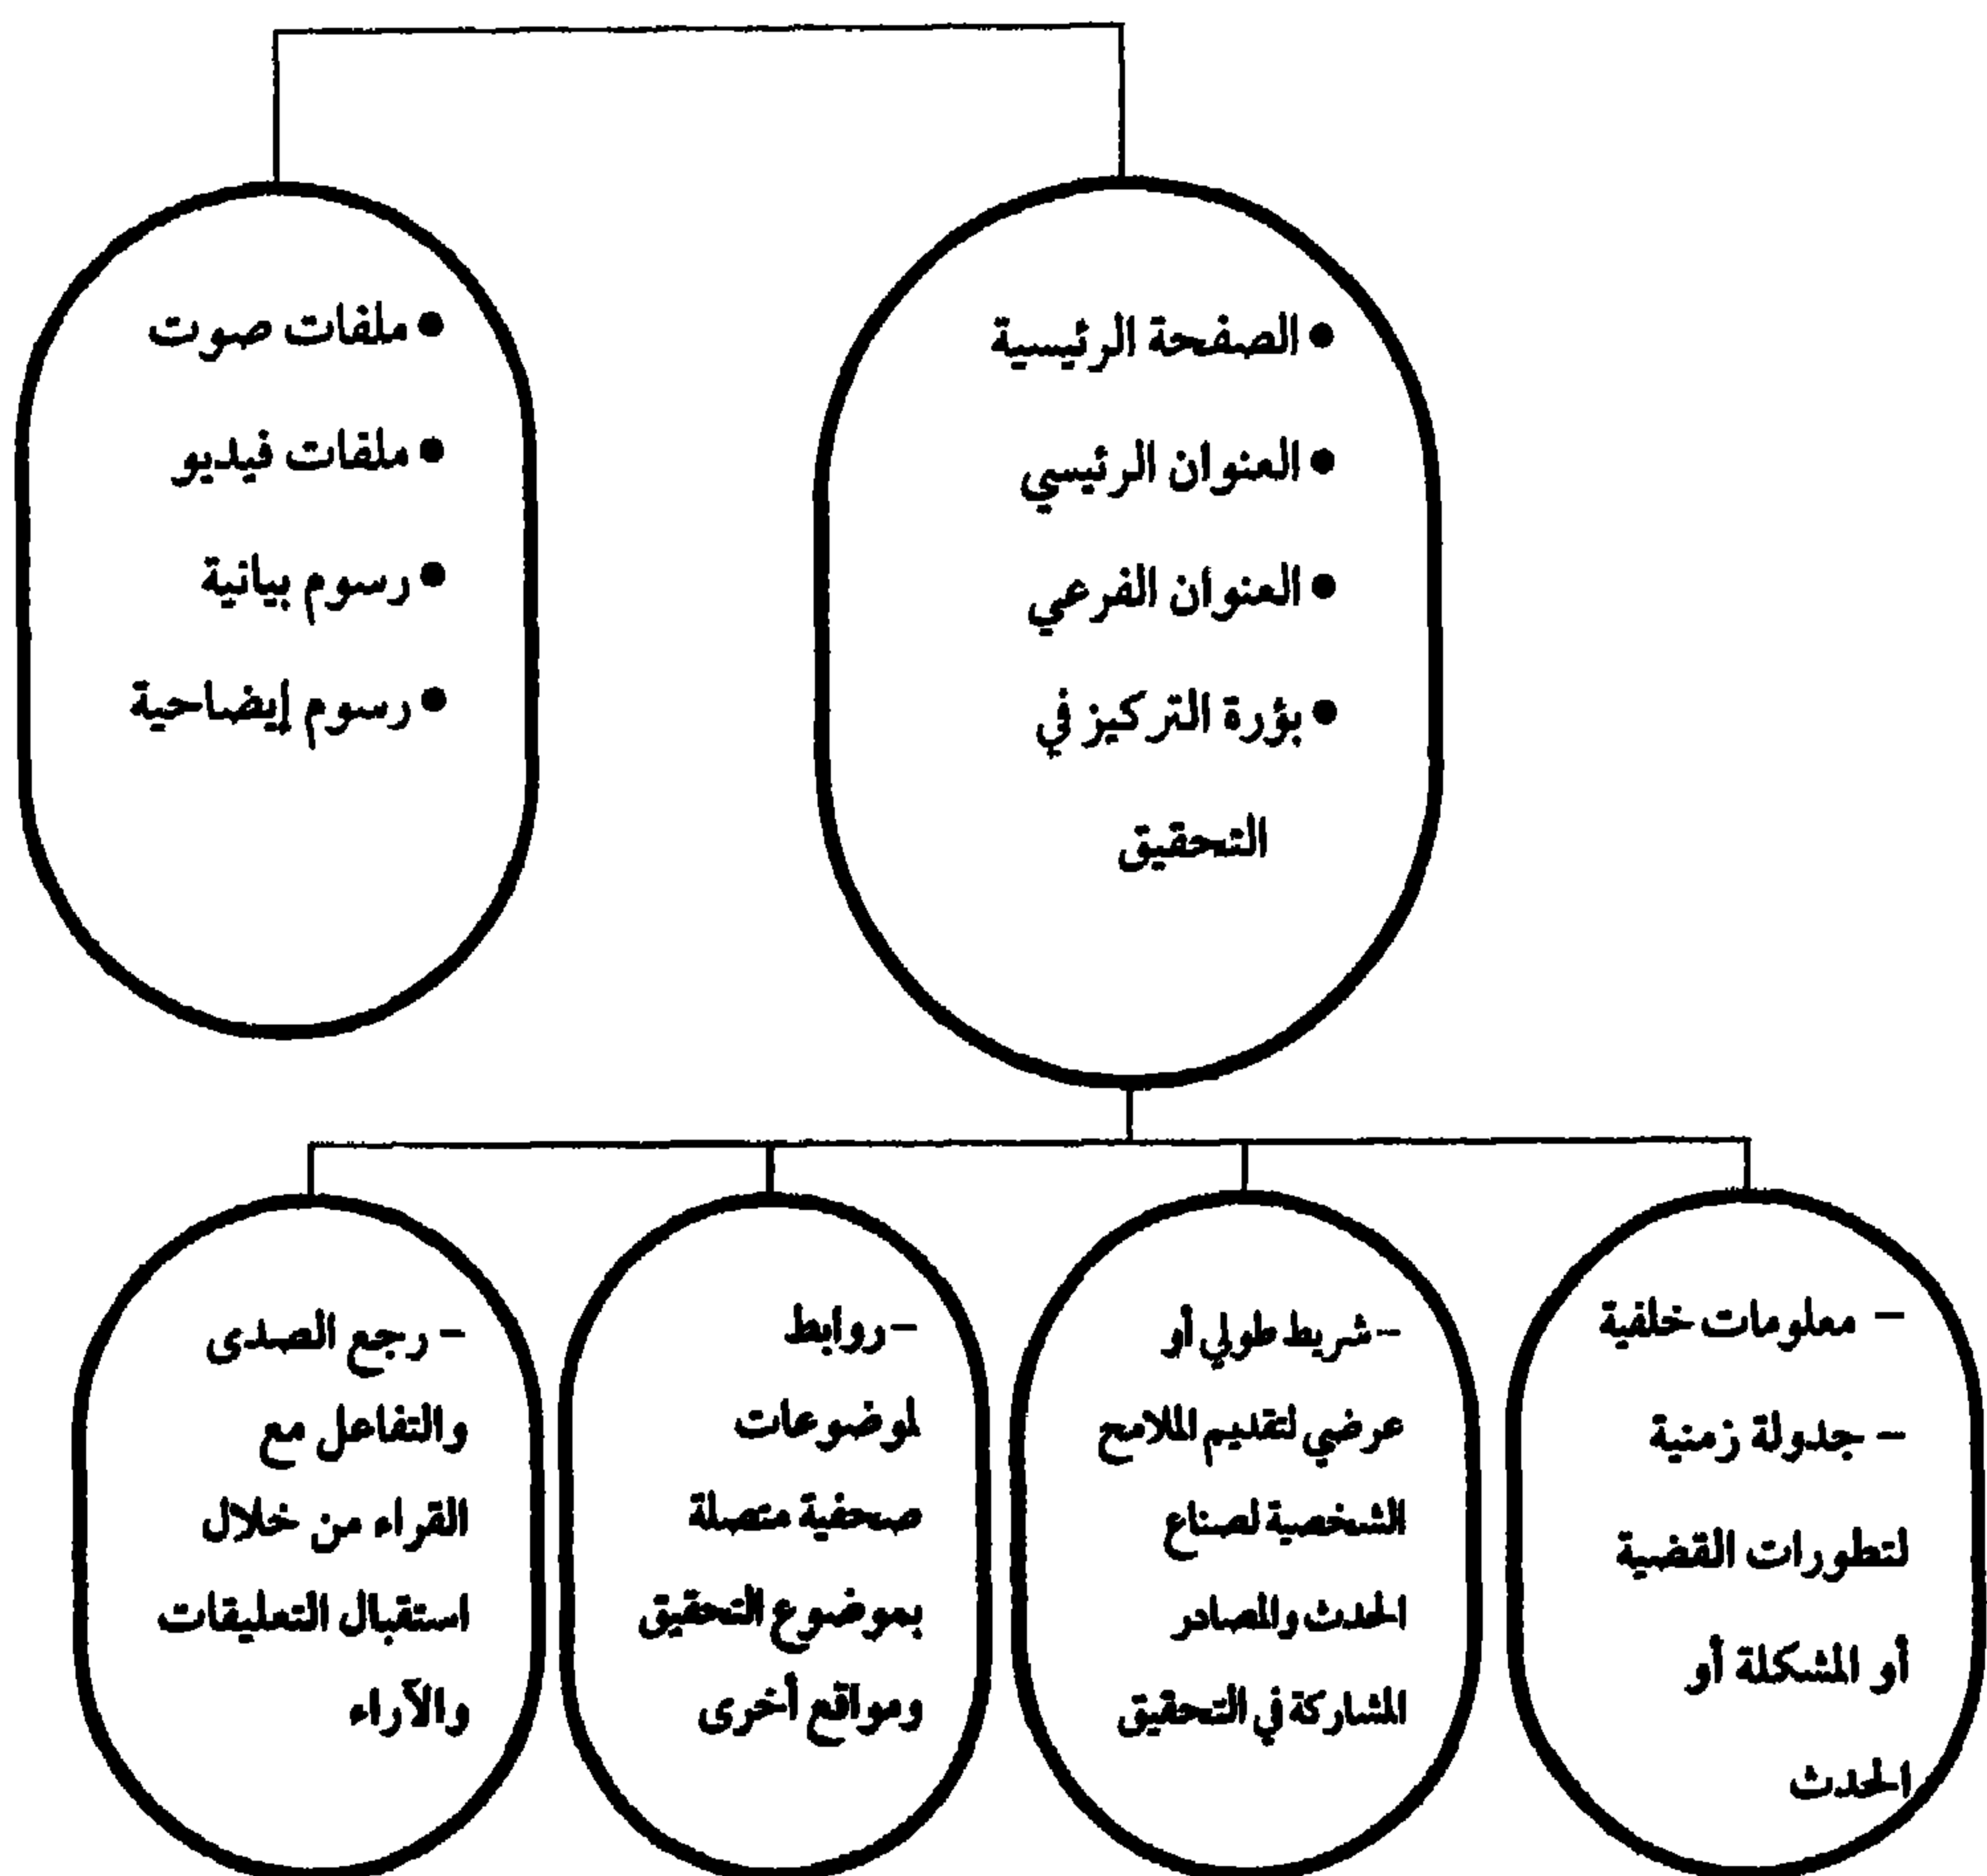 ● الصفحة الرئيسية
● العنوان الرئيسي
● العنوان الفرعي
● بؤرة التركيز في
التحقيق
● ملفات صوت
● ملفات فيديو
● رسوم بيانية
● رسوم إيضاحية
– معلومات خلفية
– جدولة زمنية
لتطورات القضية
أو المشكلة أو
الحدث
–شريط طولي أو
عرضي لتقديم الملامح
الشخصية لصناع
الحدث والمصادر
المشاركة في التحقيق
–روابط
لموضوعات
صحفية متصلة
بموضوع التحقيق
ومواقع أخرى
– رجع الصدى
والتفاعل مع
القراء من خلال
استقبال التعليقات
والآراء